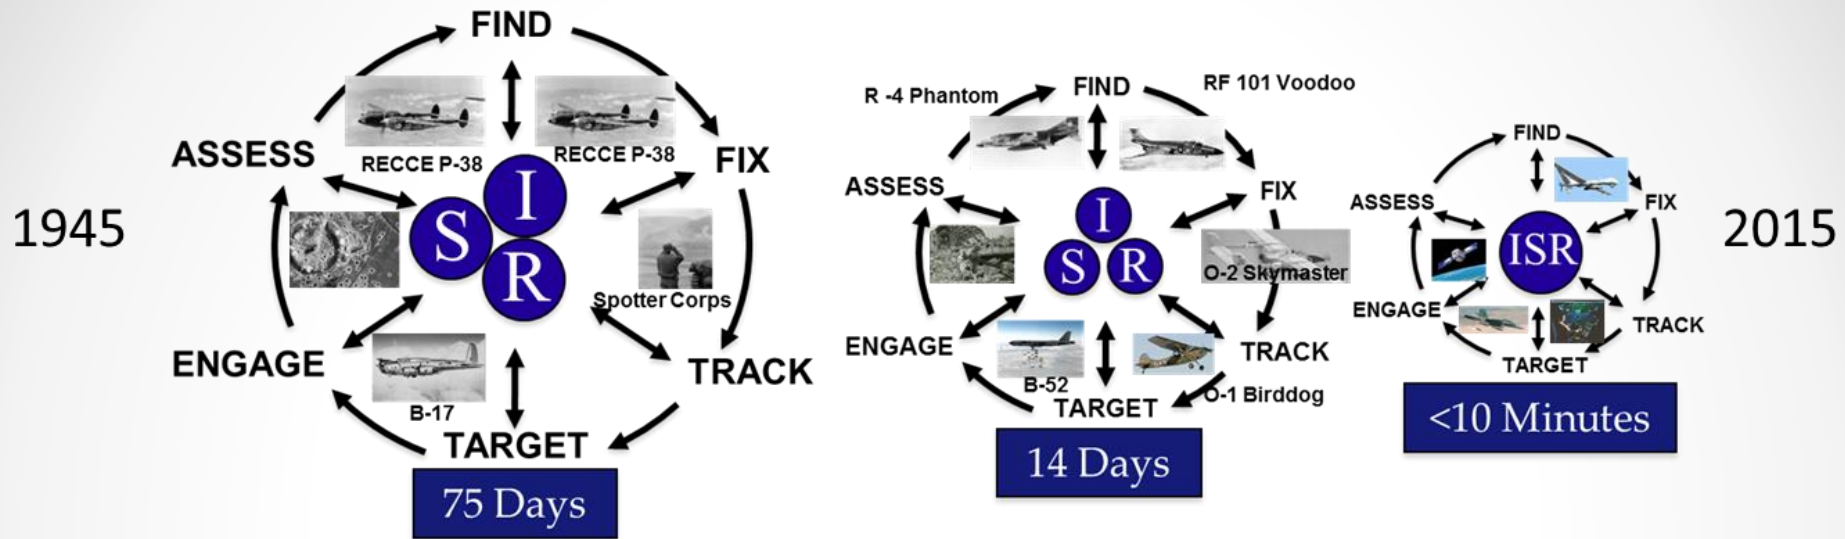 1945
FIND
RECCE P-38
RECCE P-38
ASSESS
FIX
I
S
R
Spotter Corps
ENGAGE
TRACK
B-17
TARGET
75 Days
R -4 Phantom
FIND
RF 101 Voodoo
ASSESS
FIX
I
S
R
O-2 Skymaster
ENGAGE
TRACK
B-52
O-1 Birddog
TARGET
14 Days
FIND
ASSESS
FIX
ISR
ENGAGE
TRACK
TARGET
<10 Minutes
2015